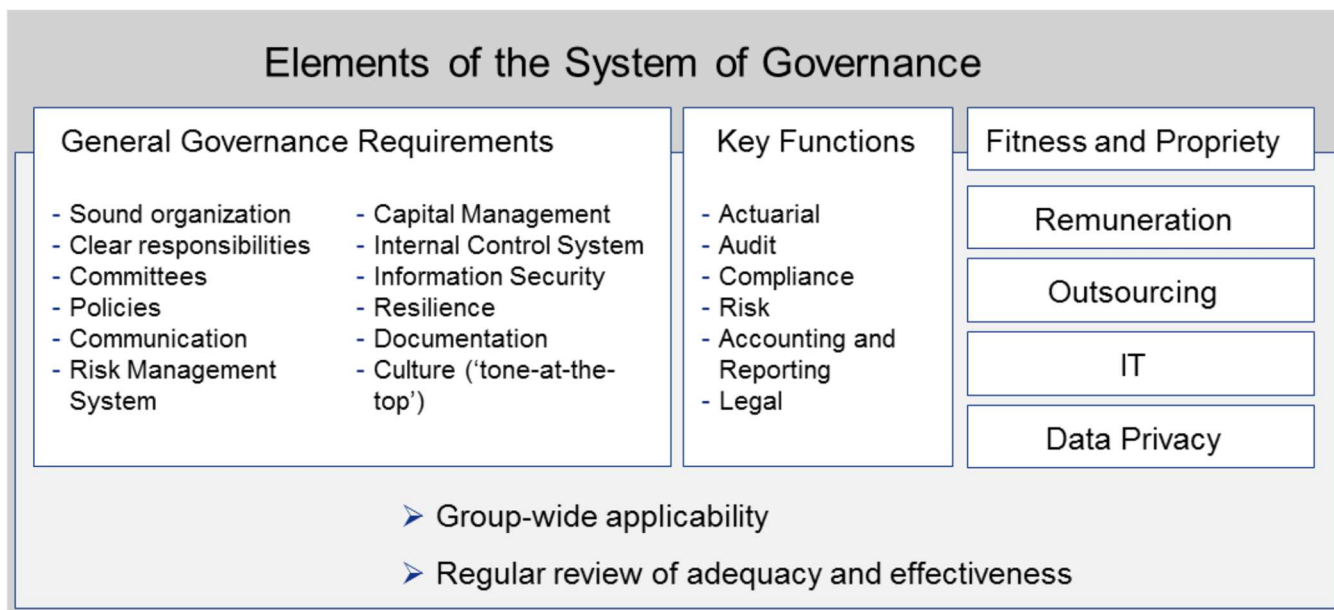 Elements of the System of Governance
General Governance Requirements
- Sound organization
- Clear responsibilities
- Committees
- Policies
- Communication
- Risk Management
System
- Capital Management
- Internal Control System
- Information Security
- Resilience
- Documentation
- Culture (‘tone-at-the-
top’)
Key Functions
- Actuarial
- Audit
- Compliance
- Risk
- Accounting and
Reporting
- Legal
Fitness and Propriety
Remuneration
Outsourcing
IT
Data Privacy
➢ Group-wide applicability
➢ Regular review of adequacy and effectiveness